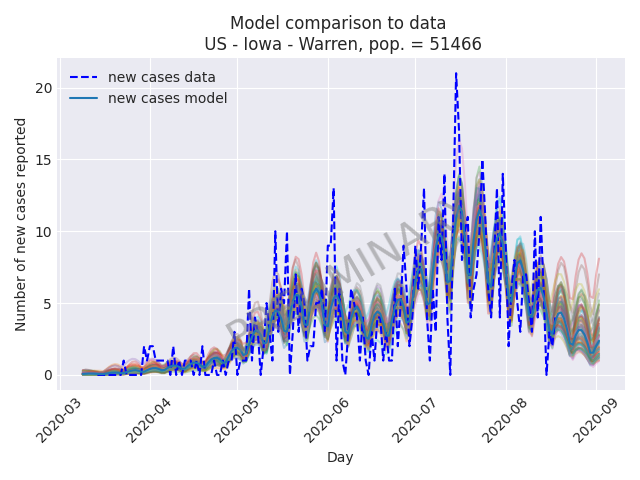 Model comparison to data
US - Iowa - Warren, pop. = 51466
new cases data
new cases model
Number of new cases reported
20
15
10
5
0
PRELIMINARY
2020-03
2020-04
2020-05
2020-06
2020-07
2020-08
2020-09
Day